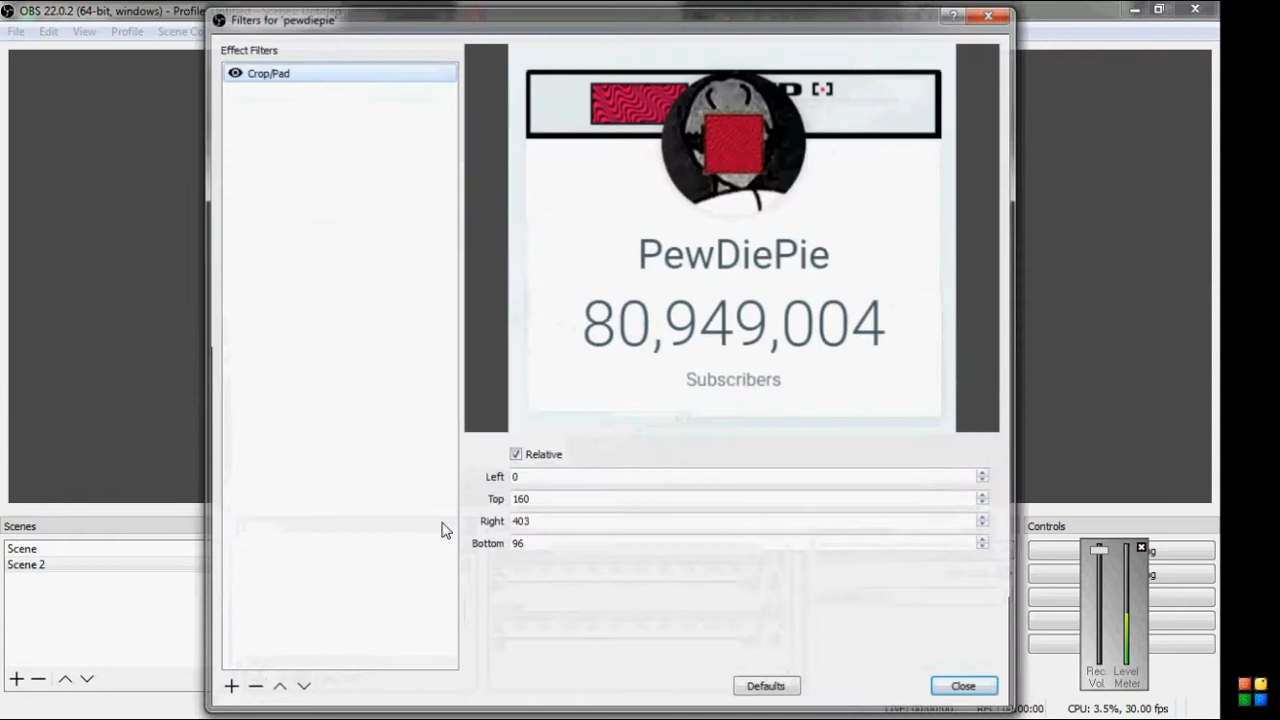 OBS 22.0.2 (64-bit, windows) - Profile:
Filters for 'pewdiepie'
File Edit View Profile Scene Co
Effect Filters
Crop/Pad
PewDiePie
80,949,004
Subscribers
Relative
Left 0
Top 160
Right 403
Bottom 96
Scenes
Scene
Scene 2
Controls
Rec. Level
Vol Meter
Defaults
Close
CPU: 3.5%, 30.00 fps